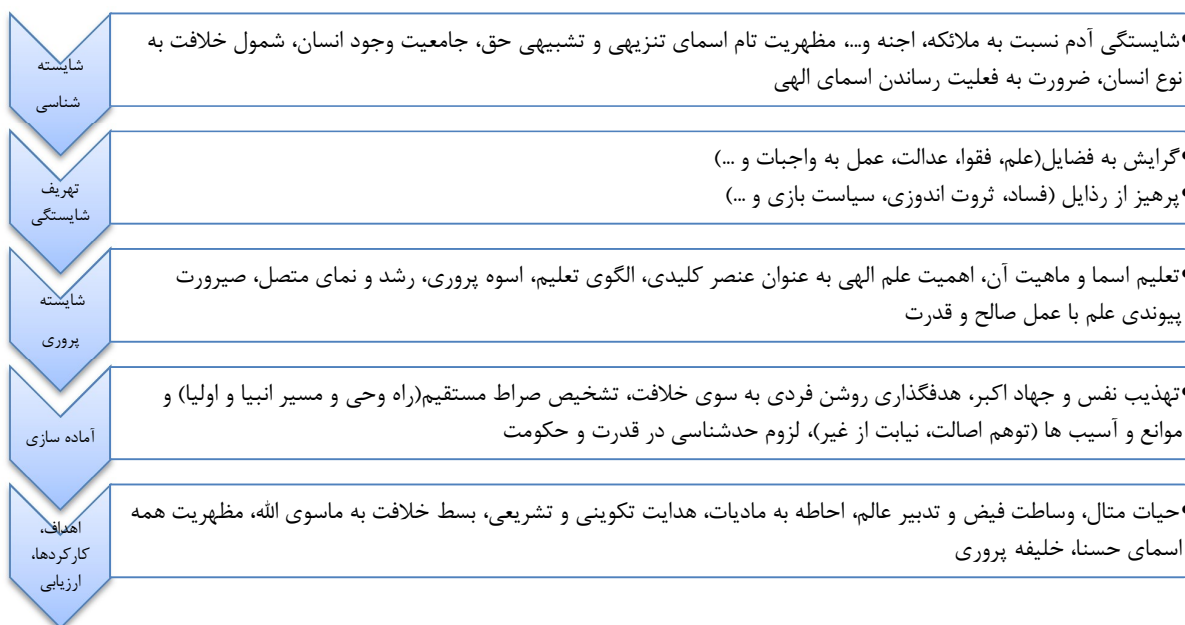 شایسته
شناسی
•شایستگی آدم نسبت به ملائکه، اجنه و...، مظهریت تام اسمای تنزیهی و تشبیهی حق، جامعیت وجود انسان، شمول خلافت به
نوع انسان، ضرورت به فعلیت رساندن اسمای الهی
تهریف
شایستگی
•گرایش به فضایل(علم، فقوا، عدالت، عمل به واجبات و ...)
•پرهیز از رذایل (فساد، ثروت اندوزی، سیاست بازی و ...)
شایسته
پروری
•تعلیم اسما و ماهیت آن، اهمیت علم الهی به عنوان عنصر کلیدی، الگوی تعلیم، اسوه پروری، رشد و نمای متصل، صیرورت
پیوندی علم با عمل صالح و قدرت
آماده سازی
•تهذیب نفس و جهاد اکبر، هدفگذاری روشن فردی به سوی خلافت، تشخیص صراط مستقیم(راه وحی و مسیر انبیا و اولیا) و
موانع و آسیب ها (توهم اصالت، نیابت از غیر)، لزوم حدشناسی در قدرت و حکومت
اهداف،
کارکردها،
ارزیابی
•حیات متال، وساطت فیض و تدبیر عالم، احاطه به مادیات، هدایت تکوینی و تشریعی، بسط خلافت به ماسوی الله، مظهریت همه
اسمای حسنا، خلیفه پروری